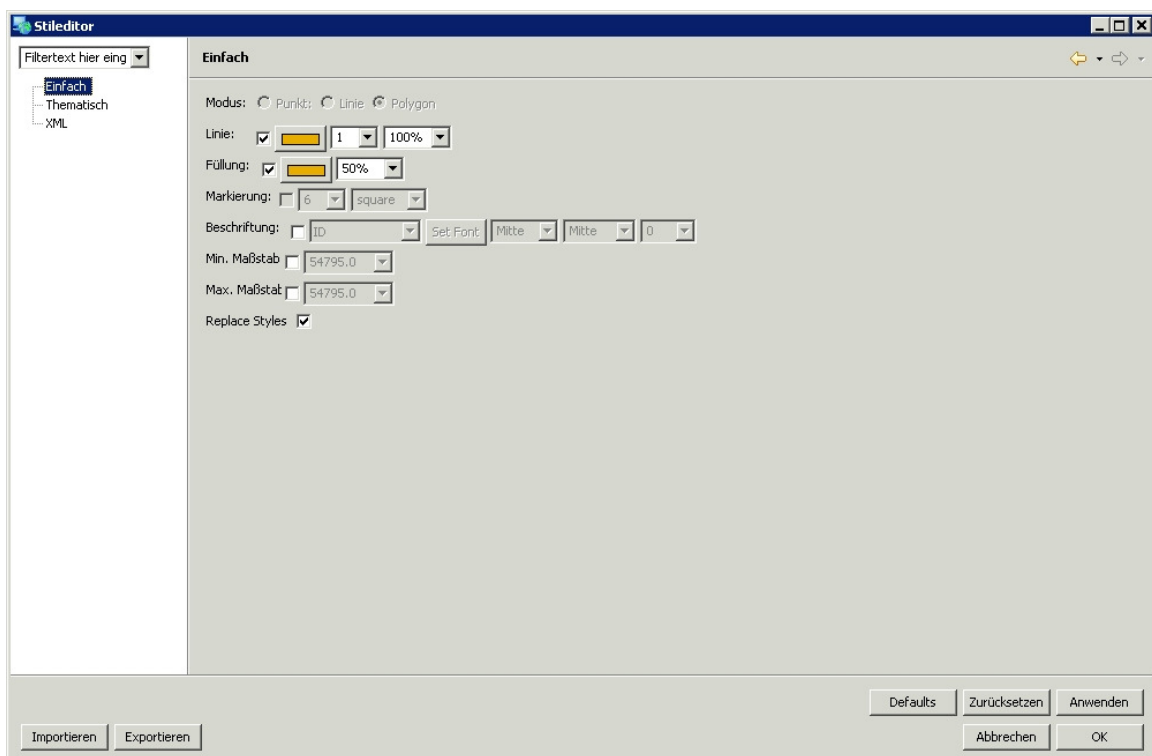 Stileditor
Filtertext hier eing
Einfach
Thematisch
XML
Einfach
Modus: Punkt: Linie Polygon
Linie: 1 100%
Füllung: 50%
Markierung: 6 square
Beschriftung: ID Set Font Mitte Mitte 0
Min. Maßstab 54795.0
Max. Maßstat 54795.0
Replace Styles
Defaults Zurücksetzen Anwenden
Importieren Exportieren Abbrechen OK